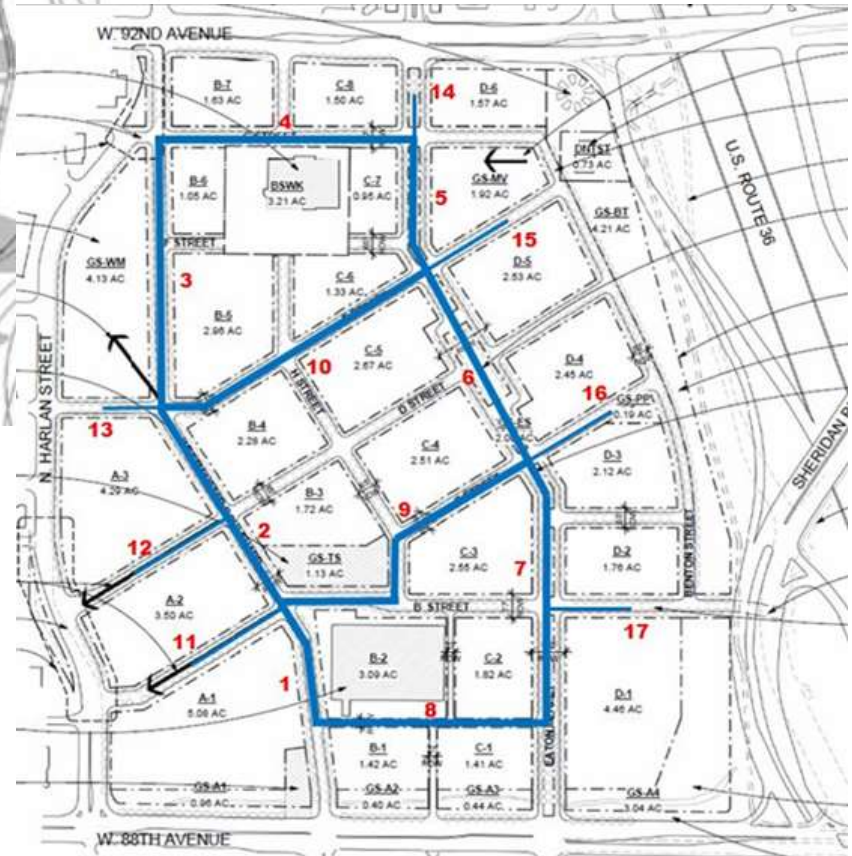 W. 92ND AVENUE
B-7
1.63 AC
C-8
1.50 AC
14
D-6
1.57 AC
4
DNTST
0.73 AC
U.S. ROUTE 36
B-6
1.05 AC
BSWK
3.21 AC
C-7
0.95 AC
5
GS-MV
1.92 AC
GS-BT
4.21 AC
F STREET
15
GS-WM
4.13 AC
3
B-5
2.96 AC
C-6
1.33 AC
D-5
2.53 AC
10
C-5
2.67 AC
6
D-4
2.45 AC
H STREET
D STREET
16
GS-PP
0.19 AC
N. HARLAN STREET
13
B-4
2.28 AC
SHERIDAN
A-3
4.29 AC
C-4
2.51 AC
D-3
2.12 AC
B-3
1.72 AC
9
2
12
GS-TS
1.13 AC
C-3
2.55 AC
7
D-2
1.76 AC
BENTON STREET
A-2
3.50 AC
B STREET
17
11
1
B-2
3.09 AC
C-2
1.82 AC
A-1
5.08 AC
8
D-1
4.46 AC
B-1
1.42 AC
C-1
1.41 AC
GS-A1
0.96 AC
GS-A2
0.40 AC
GS-A3
0.44 AC
GS-A4
3.04 AC
W. 88TH AVENUE